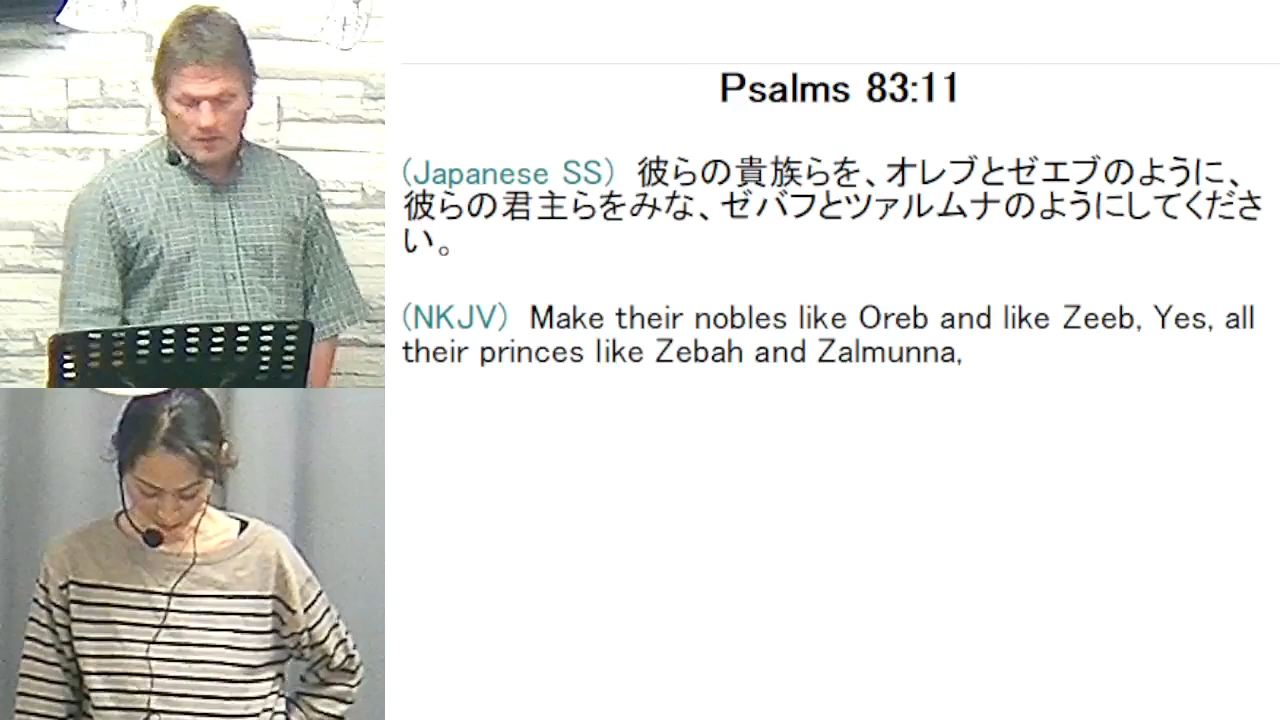 Psalms 83:11
(Japanese SS) 彼らの貴族らを、オレブとゼエブのように、
彼らの君主らをみな、ゼバフとツァルムナのようにしてくださ
い。
(NKJV) Make their nobles like Oreb and like Zeeb, Yes, all
their princes like Zebah and Zalmunna,